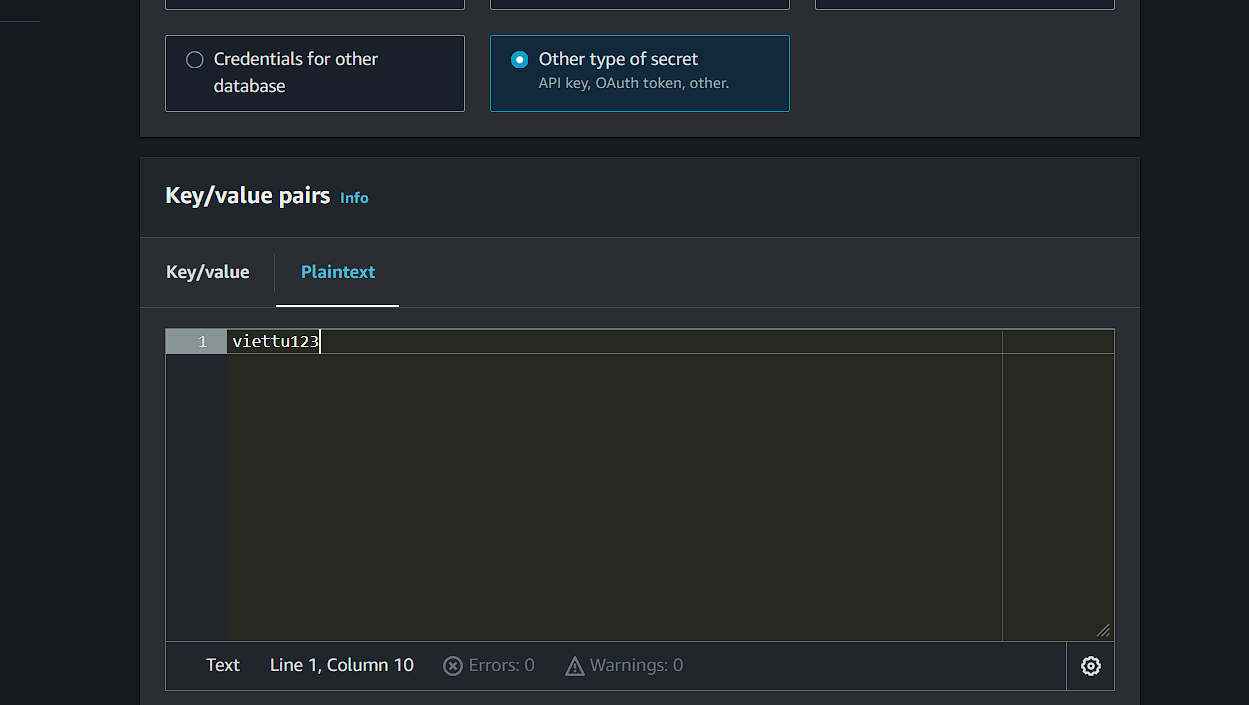 Credentials for other
database
Other type of secret
API key, OAuth token, other.
Key/value pairs Info
Key/value Plaintext
1 viettu123
Text Line 1, Column 10 Errors: 0 Warnings: 0